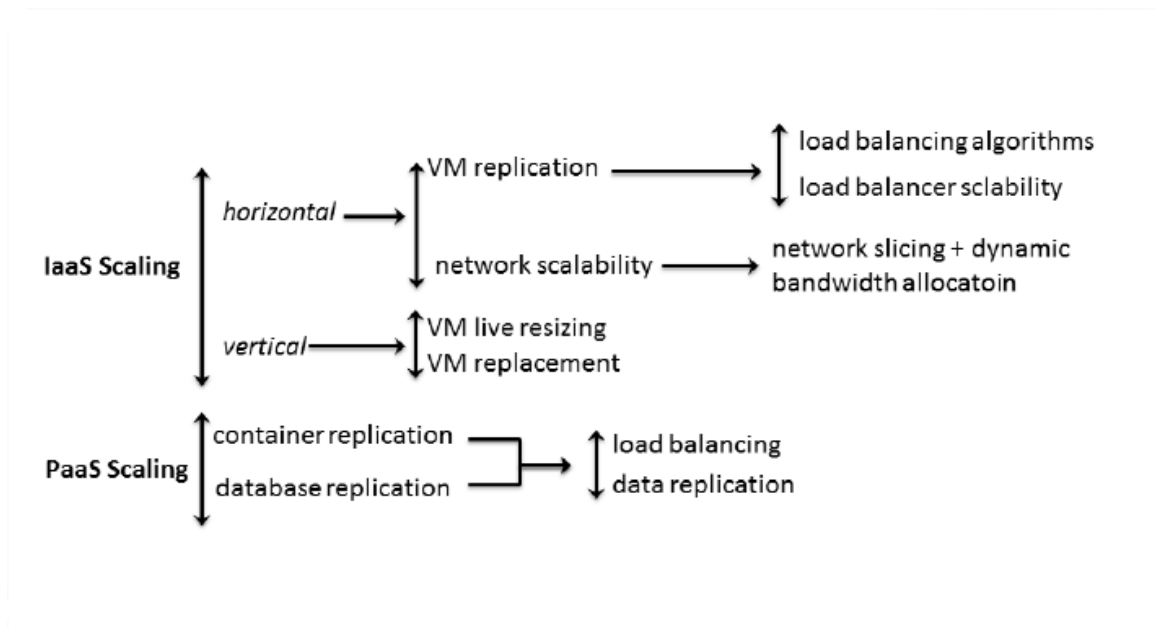 IaaS Scaling
horizontal
VM replication
load balancing algorithms
load balancer sclability
network scalability
network slicing + dynamic
bandwidth allocatoin
vertical
VM live resizing
VM replacement
PaaS Scaling
container replication
database replication
load balancing
data replication